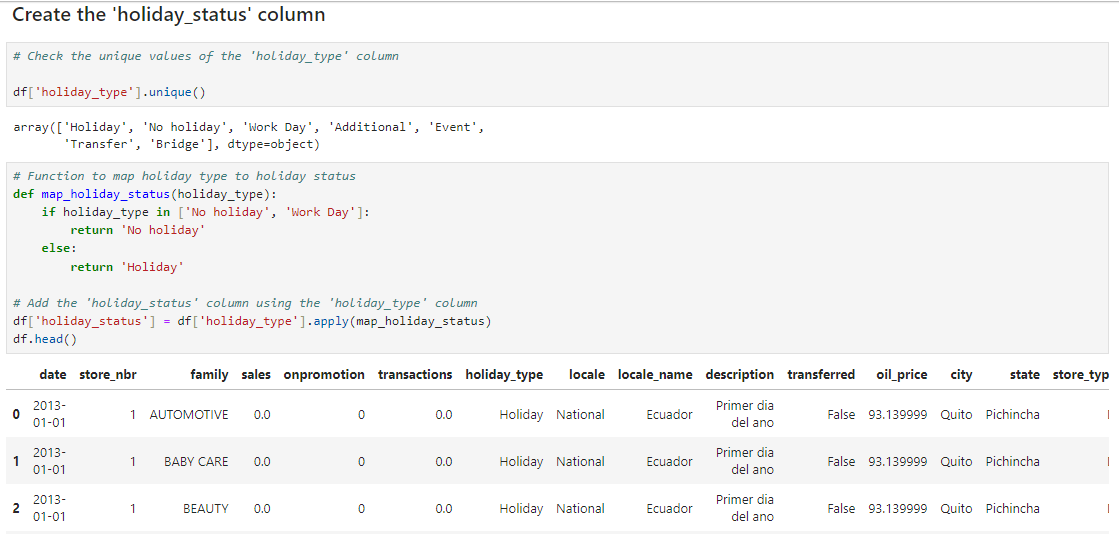 Create the 'holiday_status' column
# Check the unique values of the 'holiday_type' column
df['holiday_type'].unique()
array(['Holiday', 'No holiday', 'Work Day', 'Additional', 'Event',
'Transfer', 'Bridge'], dtype=object)
# Function to map holiday type to holiday status
def map_holiday_status(holiday_type):
if holiday_type in ['No holiday', 'Work Day']:
return 'No holiday'
else:
return 'Holiday'
# Add the 'holiday_status' column using the 'holiday_type' column
df['holiday_status'] = df['holiday_type'].apply(map_holiday_status)
df.head()
date store_nbr family sales onpromotion transactions holiday_type locale locale_name description transferred oil_price city state store_typ
0 2013-01-01 1 AUTOMOTIVE 0.0 0 0.0 Holiday National Ecuador Primer dia del ano False 93.139999 Quito Pichincha
1 2013-01-01 1 BABY CARE 0.0 0 0.0 Holiday National Ecuador Primer dia del ano False 93.139999 Quito Pichincha
2 2013-01-01 1 BEAUTY 0.0 0 0.0 Holiday National Ecuador Primer dia del ano False 93.139999 Quito Pichincha